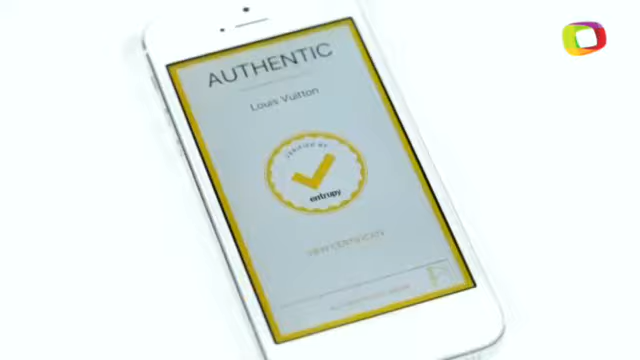 AUTHENTIC
Louis Vuitton
VERIFIED BY
entrupy
VIEW CERTIFICATE